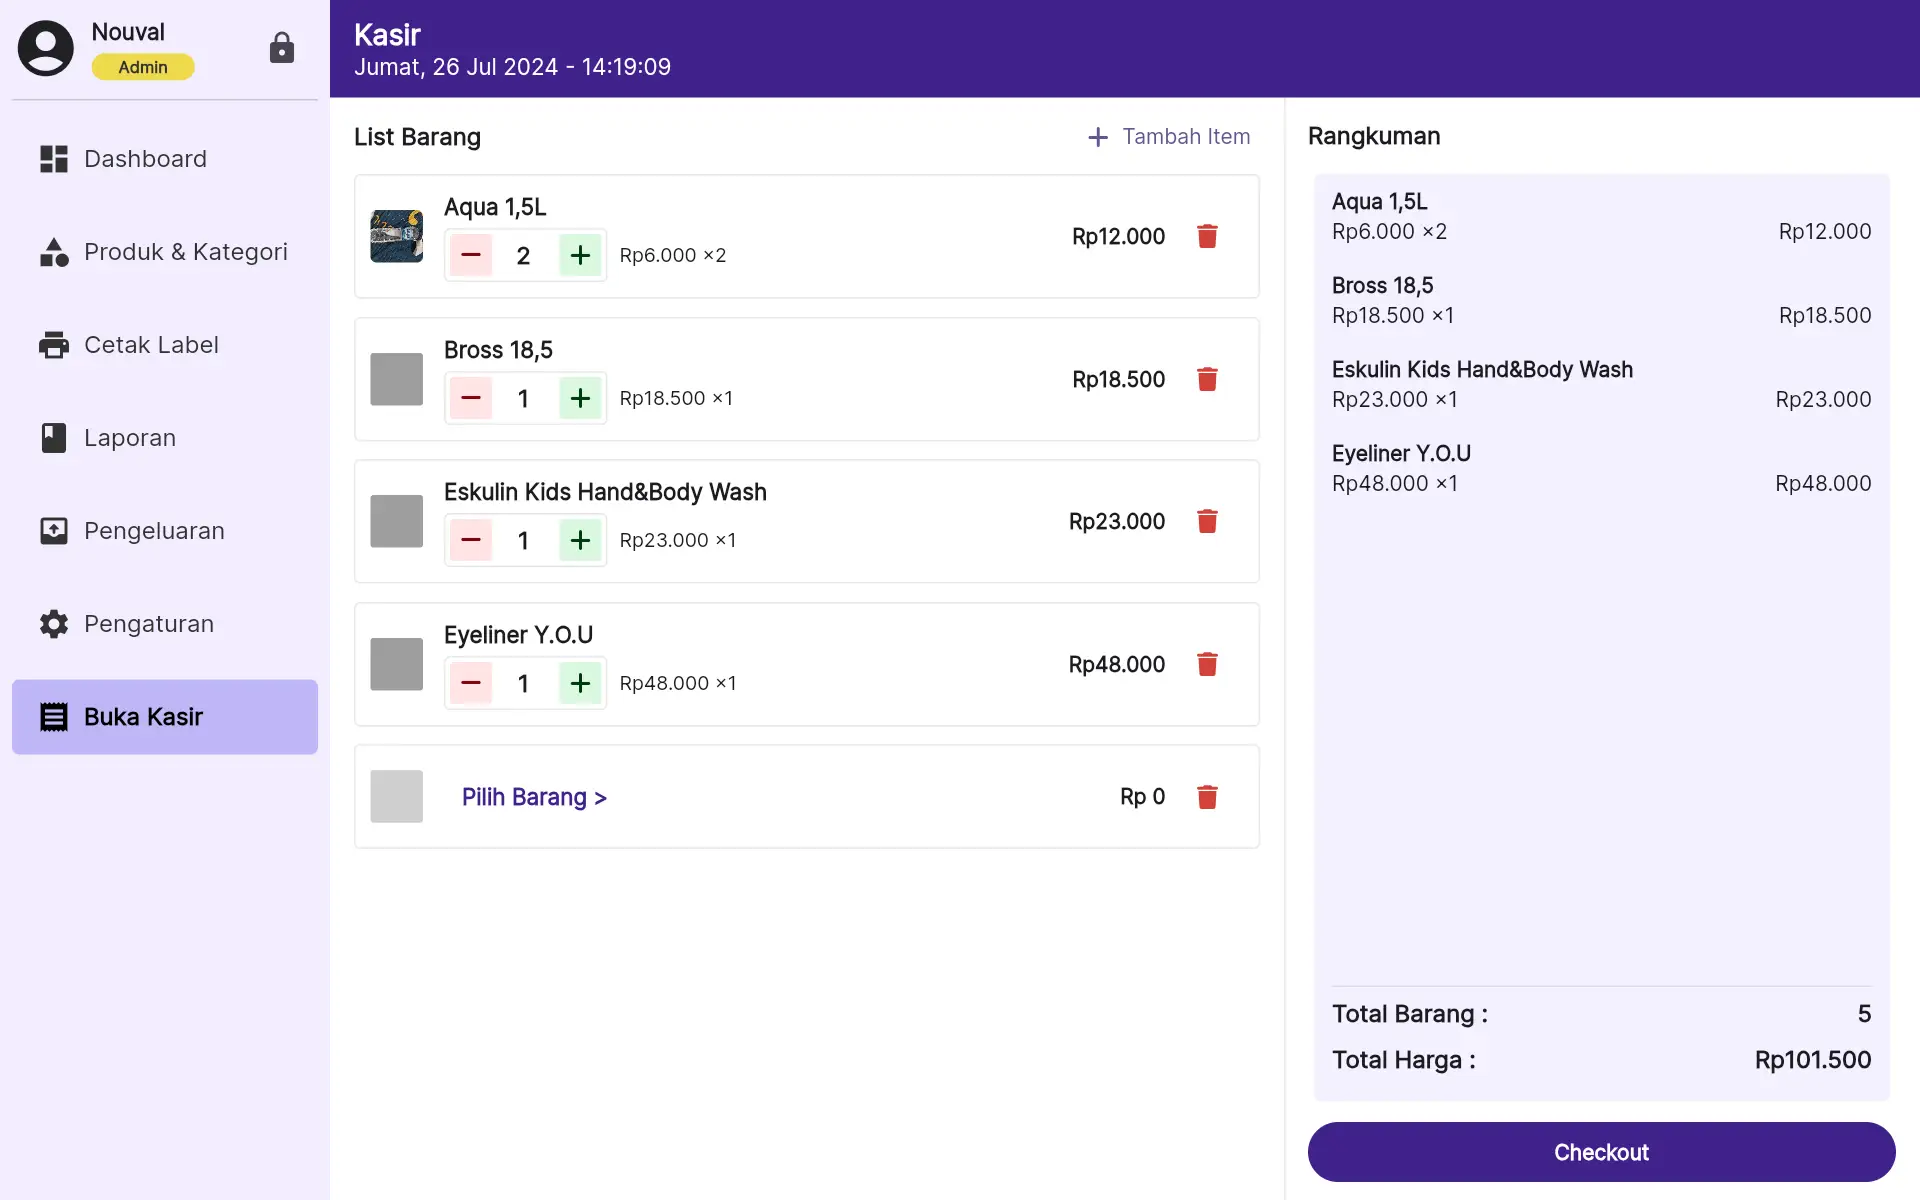 Nouval
Admin
Dashboard
Produk & Kategori
Cetak Label
Laporan
Pengeluaran
Pengaturan
Buka Kasir
Kasir
Jumat, 26 Jul 2024 - 14:19:09
List Barang
+ Tambah Item
Aqua 1,5L
− 2 + Rp6.000 ×2
Rp12.000
Bross 18,5
− 1 + Rp18.500 ×1
Rp18.500
Eskulin Kids Hand&Body Wash
− 1 + Rp23.000 ×1
Rp23.000
Eyeliner Y.O.U
− 1 + Rp48.000 ×1
Rp48.000
Pilih Barang >
Rp 0
Rangkuman
Aqua 1,5L
Rp6.000 ×2 Rp12.000
Bross 18,5
Rp18.500 ×1 Rp18.500
Eskulin Kids Hand&Body Wash
Rp23.000 ×1 Rp23.000
Eyeliner Y.O.U
Rp48.000 ×1 Rp48.000
Total Barang : 5
Total Harga : Rp101.500
Checkout